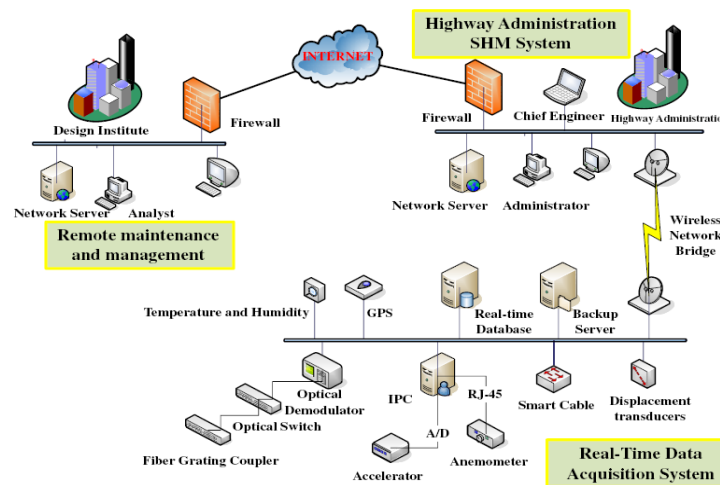 Highway Administration
SHM System
INTERNET
Design Institute
Firewall
Firewall
Chief Engineer
Highway Administration
Network Server
Analyst
Network Server
Administrator
Remote maintenance
and management
Wireless
Network
Bridge
Temperature and Humidity
GPS
Real-time
Database
Backup
Server
Optical
Demodulator
IPC
RJ-45
Smart Cable
Displacement
transducers
Optical Switch
A/D
Fiber Grating Coupler
Accelerator
Anemometer
Real-Time Data
Acquisition System